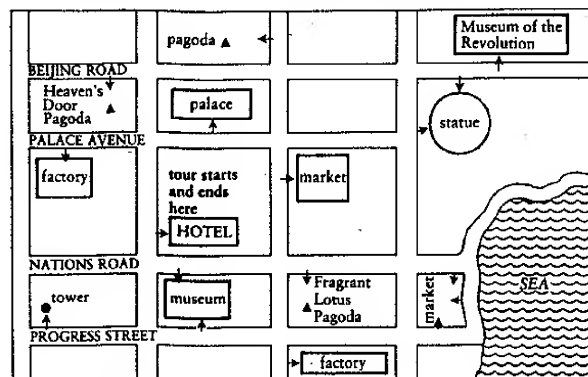 Museum of the
Revolution
pagoda
BEIJING ROAD
Heaven's
Door
Pagoda
palace
statue
PALACE AVENUE
factory
tour starts
and ends
here
HOTEL
market
NATIONS ROAD
tower
museum
Fragrant
Lotus
Pagoda
market
SEA
PROGRESS STREET
factory